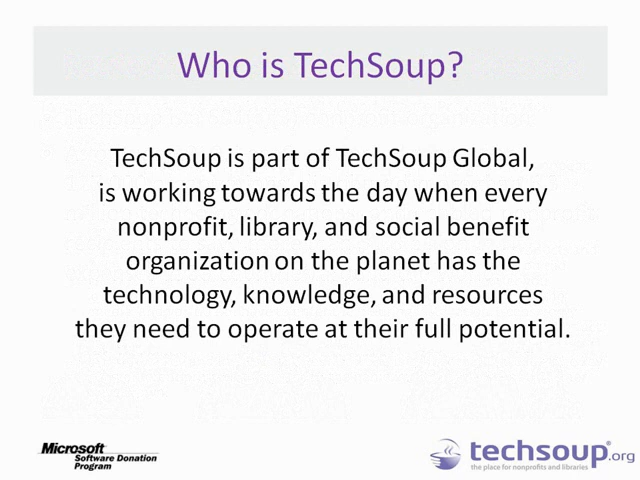 Who is TechSoup?
TechSoup is part of TechSoup Global,
is working towards the day when every
nonprofit, library, and social benefit
organization on the planet has the
technology, knowledge, and resources
they need to operate at their full potential.
Microsoft
Software Donation
Program
techsoup®.org
the place for nonprofits and libraries